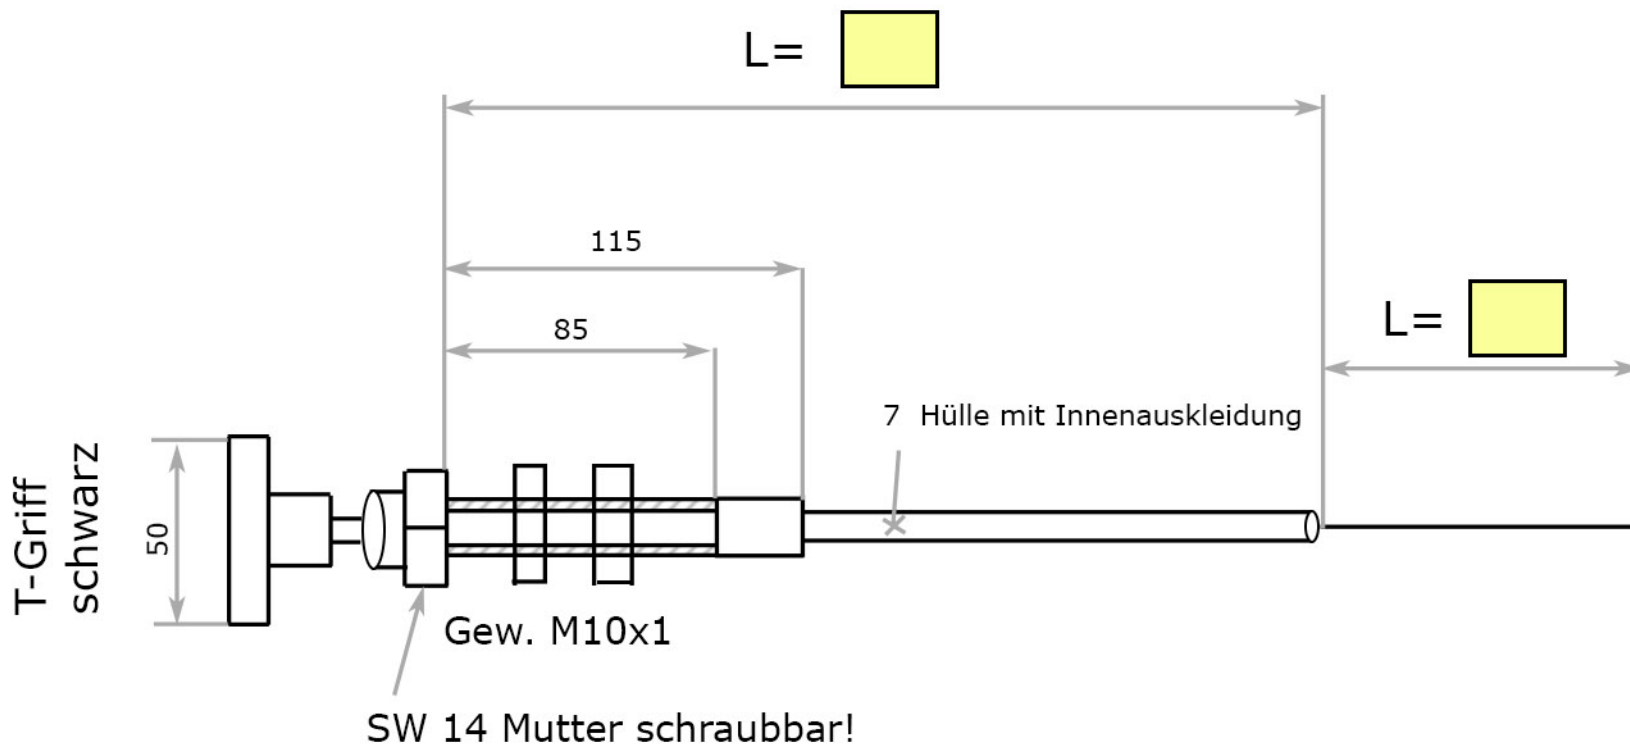 L=
115
85
L=
7 Hülle mit Innenauskleidung
T-Griff
schwarz
50
Gew. M10x1
SW 14 Mutter schraubbar!